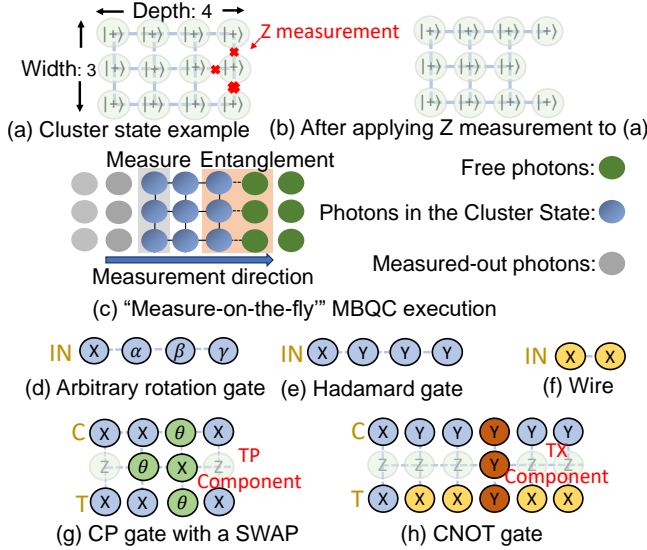 Depth: 4
Z measurement
Width: 3
|+⟩ |+⟩ |+⟩ |+⟩
|+⟩ |+⟩ |+⟩ |+⟩
|+⟩ |+⟩ |+⟩ |+⟩
|+⟩ |+⟩ |+⟩ |+⟩
|+⟩ |+⟩ |+⟩
|+⟩ |+⟩ |+⟩ |+⟩
(a) Cluster state example
(b) After applying Z measurement to (a)
Measure Entanglement
Free photons:
Photons in the Cluster State:
Measured-out photons:
Measurement direction
(c) “Measure-on-the-fly’” MBQC execution
IN X α β γ
IN X Y Y Y
IN X X
(d) Arbitrary rotation gate
(e) Hadamard gate
(f) Wire
C X X θ X
Z θ X Z
T X X θ X
TP
Component
C X Y Y Y Y Y
Z Z Z Y Z Z
T X X X Y X X
TX
Component
(g) CP gate with a SWAP
(h) CNOT gate